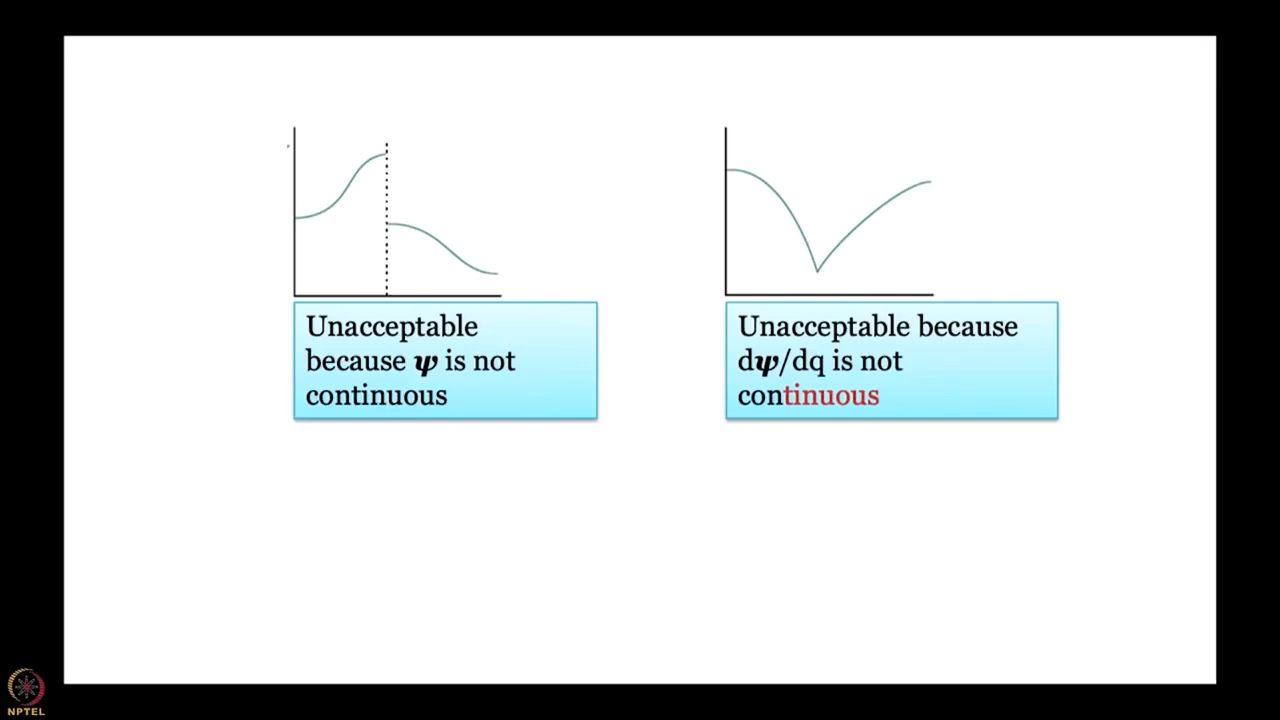 Unacceptable
because ψ is not
continuous
Unacceptable because
dψ/dq is not
continuous
NPTEL